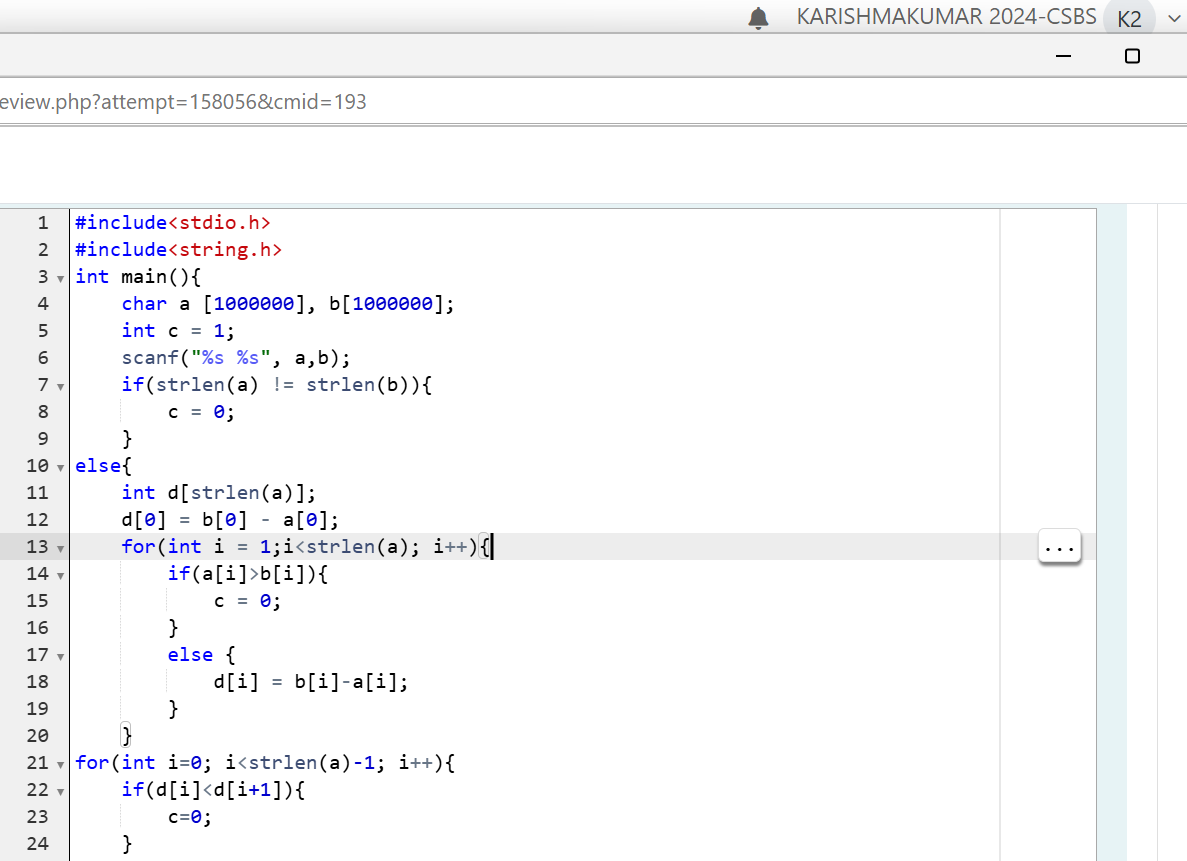 KARISHMAKUMAR 2024-CSBS K2
eview.php?attempt=158056&cmid=193
1 #include<stdio.h>
2 #include<string.h>
3 int main(){
4     char a [1000000], b[1000000];
5     int c = 1;
6     scanf("%s %s", a,b);
7     if(strlen(a) != strlen(b)){
8         c = 0;
9     }
10 else{
11     int d[strlen(a)];
12     d[0] = b[0] - a[0];
13     for(int i = 1;i<strlen(a); i++){
...
14         if(a[i]>b[i]){
15             c = 0;
16         }
17         else {
18             d[i] = b[i]-a[i];
19         }
20     }
21 for(int i=0; i<strlen(a)-1; i++){
22     if(d[i]<d[i+1]){
23         c=0;
24     }